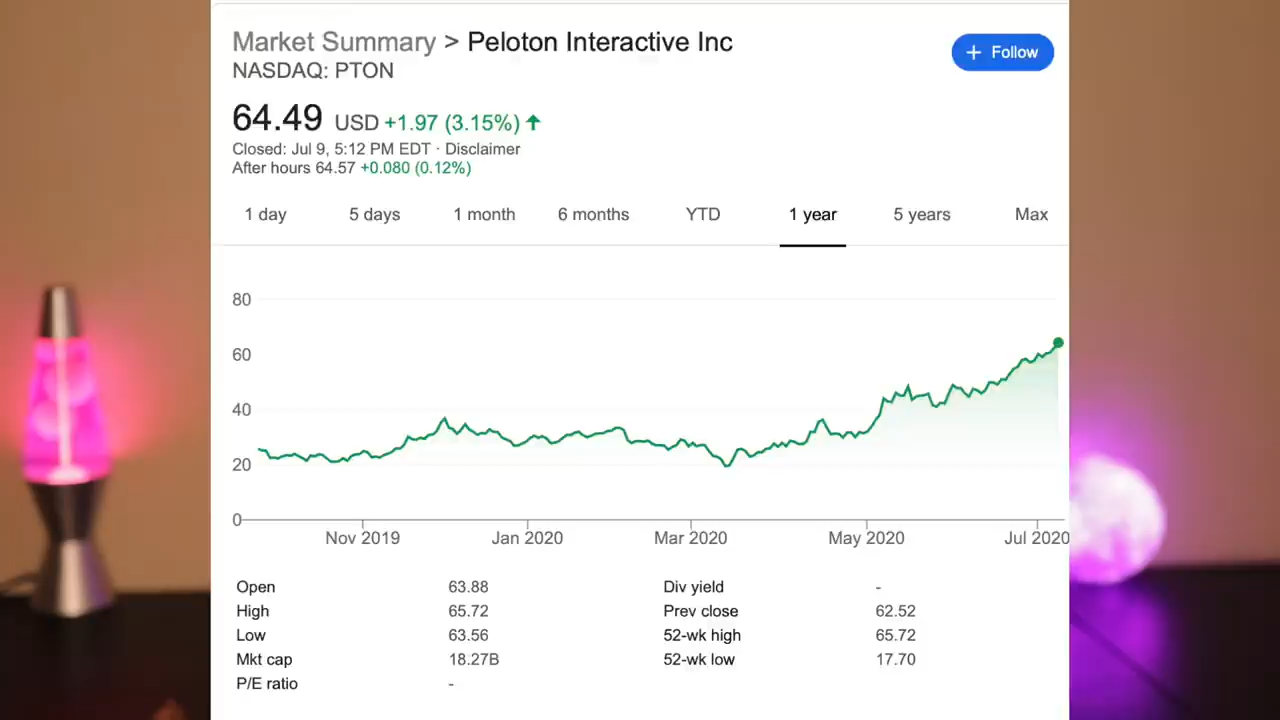 Market Summary > Peloton Interactive Inc
+ Follow
NASDAQ: PTON
64.49 USD +1.97 (3.15%)
Closed: Jul 9, 5:12 PM EDT · Disclaimer
After hours 64.57 +0.080 (0.12%)
1 day 5 days 1 month 6 months YTD 1 year 5 years Max
80
60
40
20
0
Nov 2019 Jan 2020 Mar 2020 May 2020 Jul 2020
Open 63.88 Div yield -
High 65.72 Prev close 62.52
Low 63.56 52-wk high 65.72
Mkt cap 18.27B 52-wk low 17.70
P/E ratio -